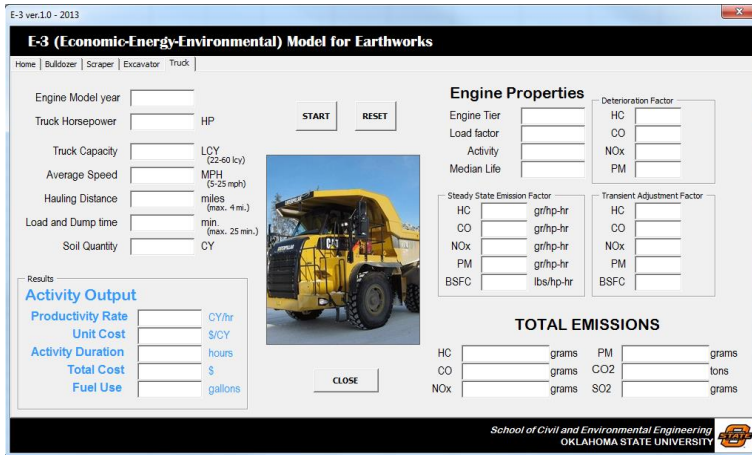 E-3 ver.1.0 - 2013
E-3 (Economic-Energy-Environmental) Model for Earthworks
Home | Bulldozer | Scraper | Excavator | Truck
Engine Model year
Truck Horsepower HP
Truck Capacity LCY
(22-60 lcy)
Average Speed MPH
(5-25 mph)
Hauling Distance miles
(max. 4 mi.)
Load and Dump time min.
(max. 25 min.)
Soil Quantity CY
START RESET
CAT
Engine Properties
Engine Tier
Load factor
Activity
Median Life
Deterioration Factor
HC
CO
NOx
PM
Steady State Emission Factor
HC gr/hp-hr
CO gr/hp-hr
NOx gr/hp-hr
PM gr/hp-hr
BSFC lbs/hp-hr
Transient Adjustment Factor
HC
CO
NOx
PM
BSFC
Results
Activity Output
Productivity Rate CY/hr
Unit Cost $/CY
Activity Duration hours
Total Cost $
Fuel Use gallons
CLOSE
TOTAL EMISSIONS
HC grams PM grams
CO grams CO2 tons
NOx grams SO2 grams
School of Civil and Environmental Engineering
OKLAHOMA STATE UNIVERSITY
STATE